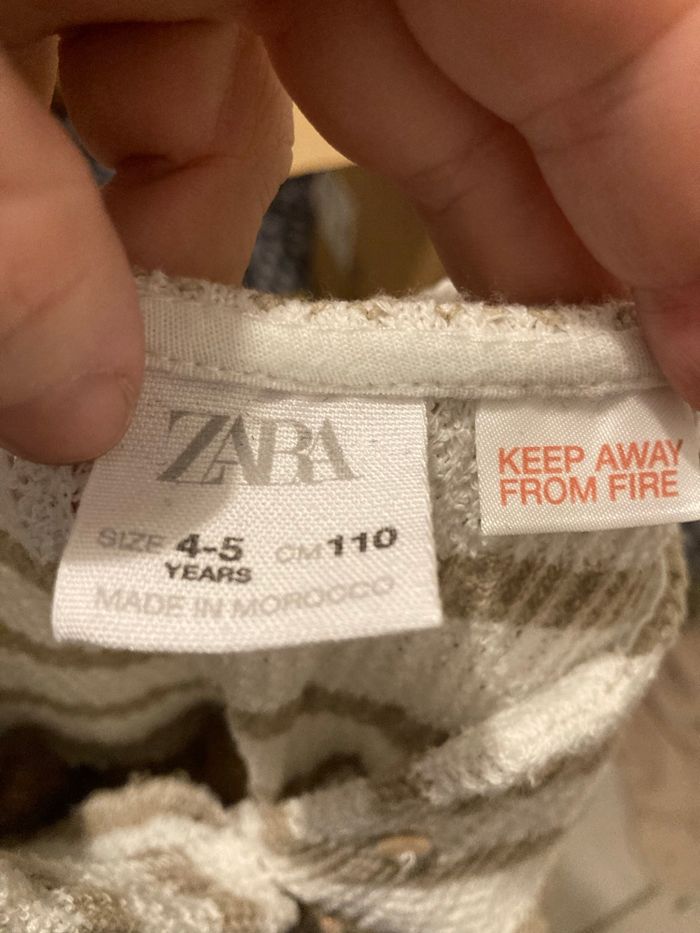 ZARA
SIZE 4-5 CM 110
YEARS
MADE IN MOROCCO
KEEP AWAY
FROM FIRE